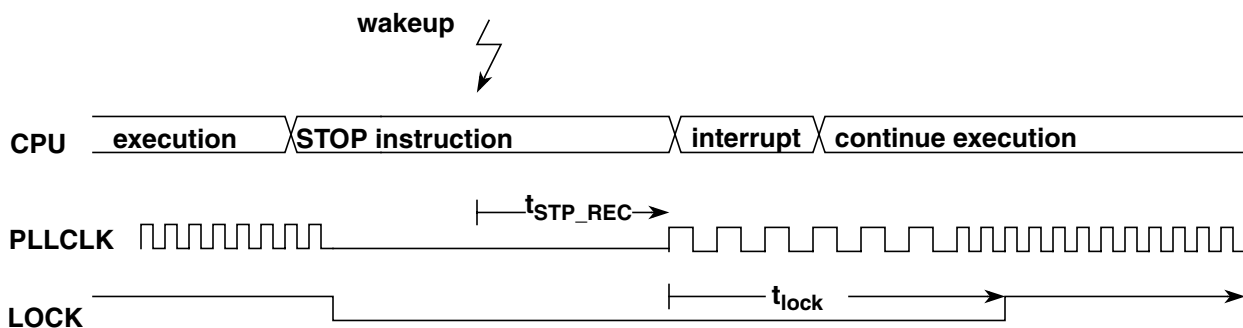 wakeup
CPU execution STOP instruction interrupt continue execution
tSTP_REC
PLLCLK
tlock
LOCK